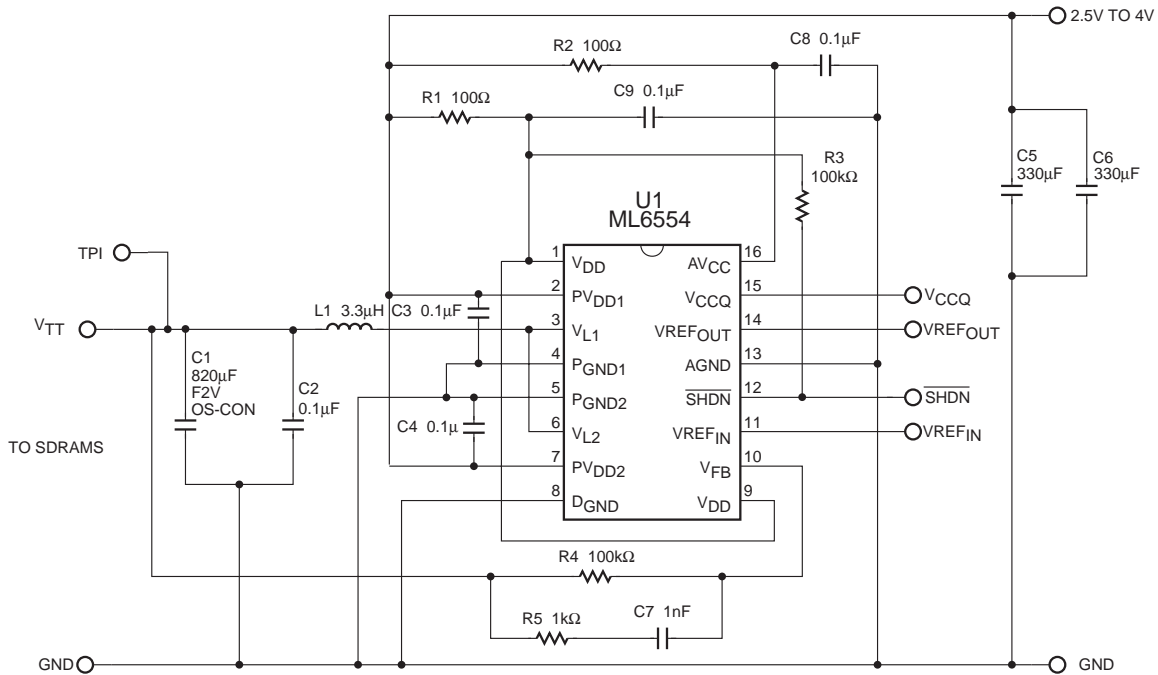 2.5V TO 4V
R2 100Ω
C8 0.1µF
R1 100Ω
C9 0.1µF
R3
100kΩ
C5
330µF
C6
330µF
U1
ML6554
TPI
VTT
L1 3.3µH
C3 0.1µF
C1
820µF
F2V
OS-CON
C2
0.1µF
C4 0.1µ
TO SDRAMS
1
VDD
2
PVDD1
3
VL1
4
PGND1
5
PGND2
6
VL2
7
PVDD2
8
DGND
16
AVCC
15
VCCQ
14
VREFOUT
13
AGND
12
SHDN
11
VREFIN
10
VFB
9
VDD
VCCQ
VREFOUT
SHDN
VREFIN
R4 100kΩ
R5 1kΩ
C7 1nF
GND
GND